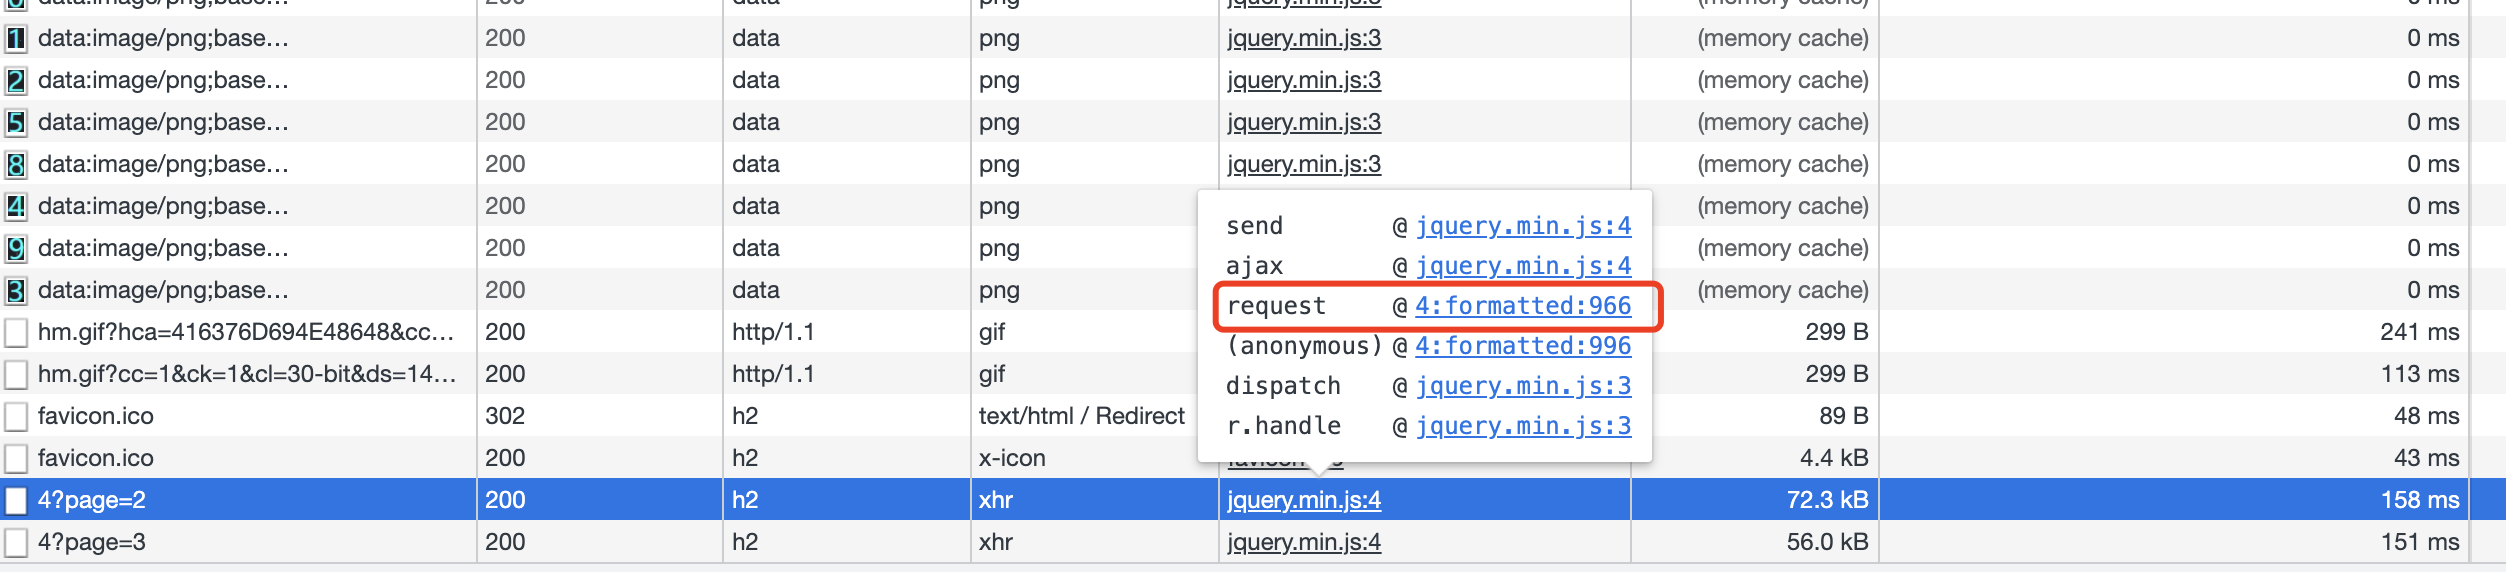 data 200 data png jquery.min.js:3 (memory cache) 0 ms
1 data:image/png;base… 200 data png jquery.min.js:3 (memory cache) 0 ms
2 data:image/png;base… 200 data png jquery.min.js:3 (memory cache) 0 ms
5 data:image/png;base… 200 data png jquery.min.js:3 (memory cache) 0 ms
8 data:image/png;base… 200 data png jquery.min.js:3 (memory cache) 0 ms
4 data:image/png;base… 200 data png (memory cache) 0 ms
9 data:image/png;base… 200 data png (memory cache) 0 ms
3 data:image/png;base… 200 data png (memory cache) 0 ms
hm.gif?hca=416376D694E48648&cc… 200 http/1.1 gif 299 B 241 ms
hm.gif?cc=1&ck=1&cl=30-bit&ds=14… 200 http/1.1 gif 299 B 113 ms
favicon.ico 302 h2 text/html / Redirect 89 B 48 ms
favicon.ico 200 h2 x-icon 4.4 kB 43 ms
4?page=2 200 h2 xhr jquery.min.js:4 72.3 kB 158 ms
4?page=3 200 h2 xhr jquery.min.js:4 56.0 kB 151 ms
send @ jquery.min.js:4
ajax @ jquery.min.js:4
request @ 4:formatted:966
(anonymous) @ 4:formatted:996
dispatch @ jquery.min.js:3
r.handle @ jquery.min.js:3